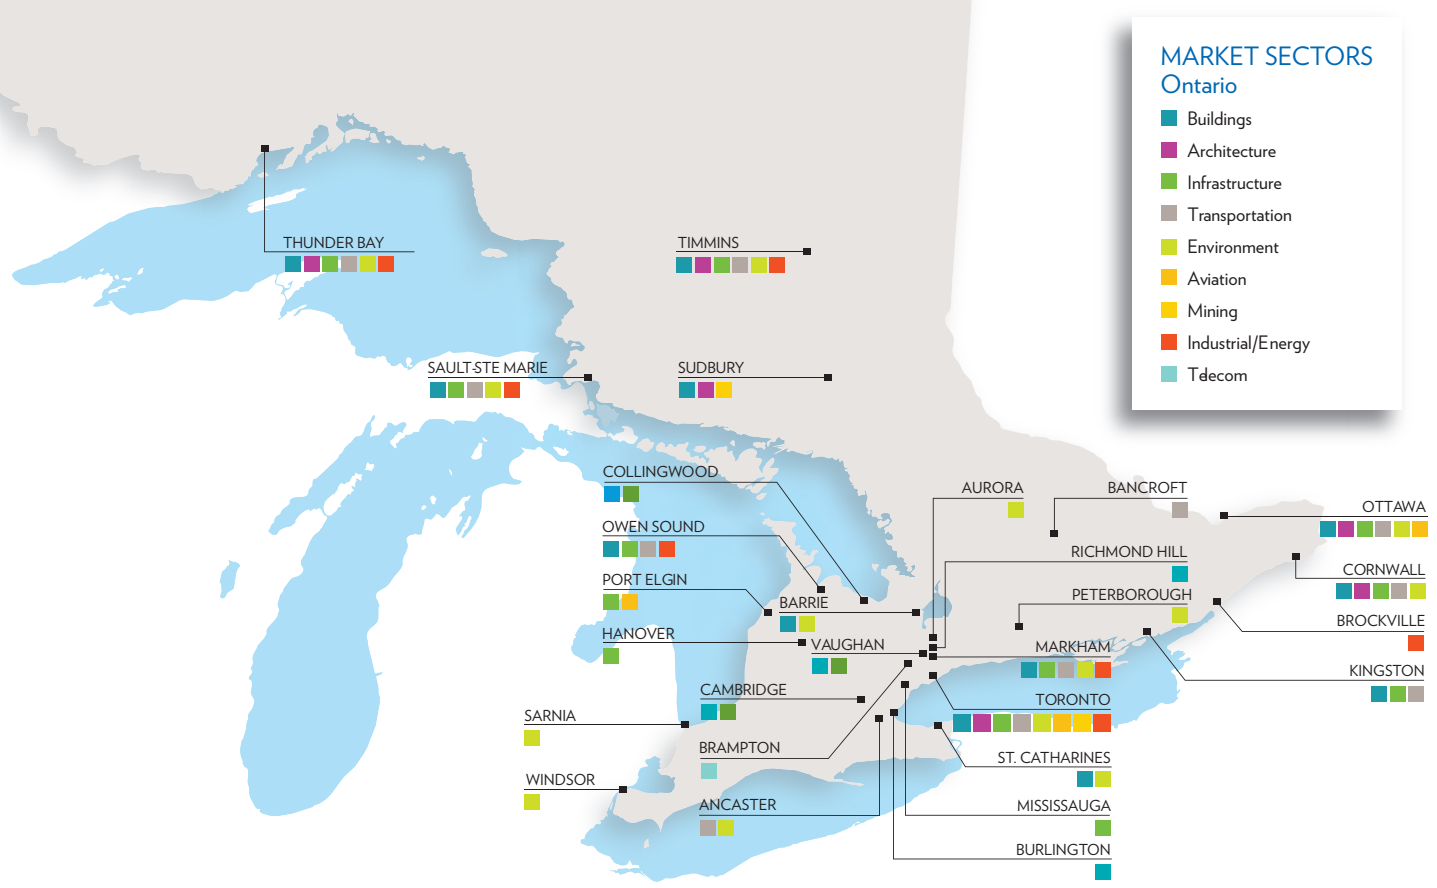 MARKET SECTORS
Ontario
Buildings
Architecture
Infrastructure
Transportation
Environment
Aviation
Mining
Industrial/Energy
Telecom
THUNDER BAY
TIMMINS
SAULT-STE MARIE
SUDBURY
COLLINGWOOD
AURORA
BANCROFT
OTTAWA
OWEN SOUND
RICHMOND HILL
CORNWALL
PORT ELGIN
BARRIE
PETERBOROUGH
BROCKVILLE
HANOVER
VAUGHAN
MARKHAM
KINGSTON
CAMBRIDGE
TORONTO
SARNIA
BRAMPTON
ST. CATHARINES
WINDSOR
ANCASTER
MISSISSAUGA
BURLINGTON